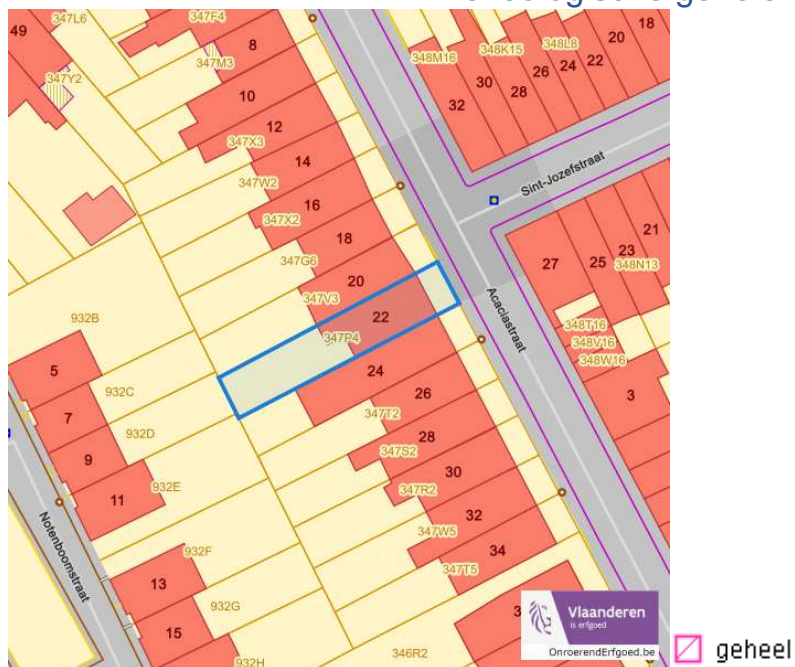 49
347L6
347F4
8
347M3
347Y2
10
12
347X3
14
347W2
16
347X2
18
347G6
20
347V3
22
347P4
24
26
347T2
28
347S2
30
347R2
32
347W5
34
347T5
348M16
32
30
348K15
28
26
348L8
24
22
20
18
Sint-Jozefstraat
27
25
23
21
348N13
348T16
348V16
348W16
3
Acaciastraat
932B
5
932C
7
932D
9
11
932E
932F
13
932G
15
932H
346R2
Notenboomstraat
Vlaanderen
is erfgoed
OnroerendErfgoed.be
geheel